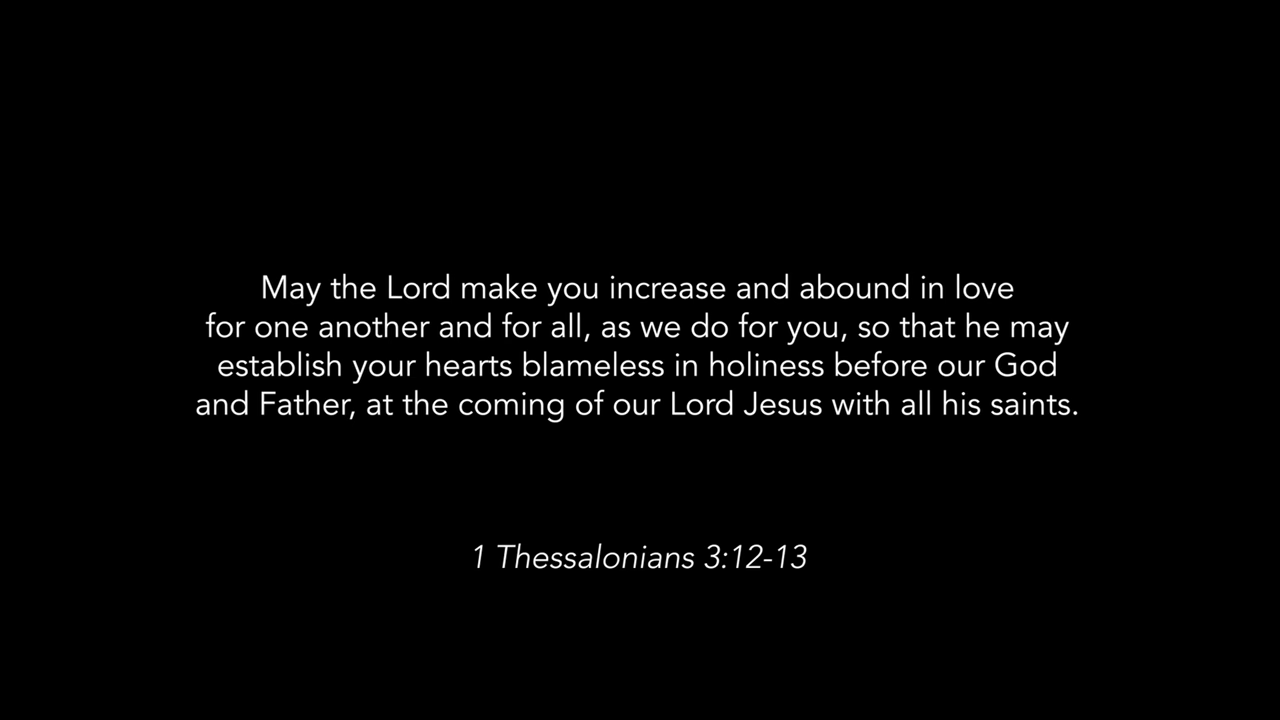 May the Lord make you increase and abound in love
for one another and for all, as we do for you, so that he may
establish your hearts blameless in holiness before our God
and Father, at the coming of our Lord Jesus with all his saints.
1 Thessalonians 3:12-13